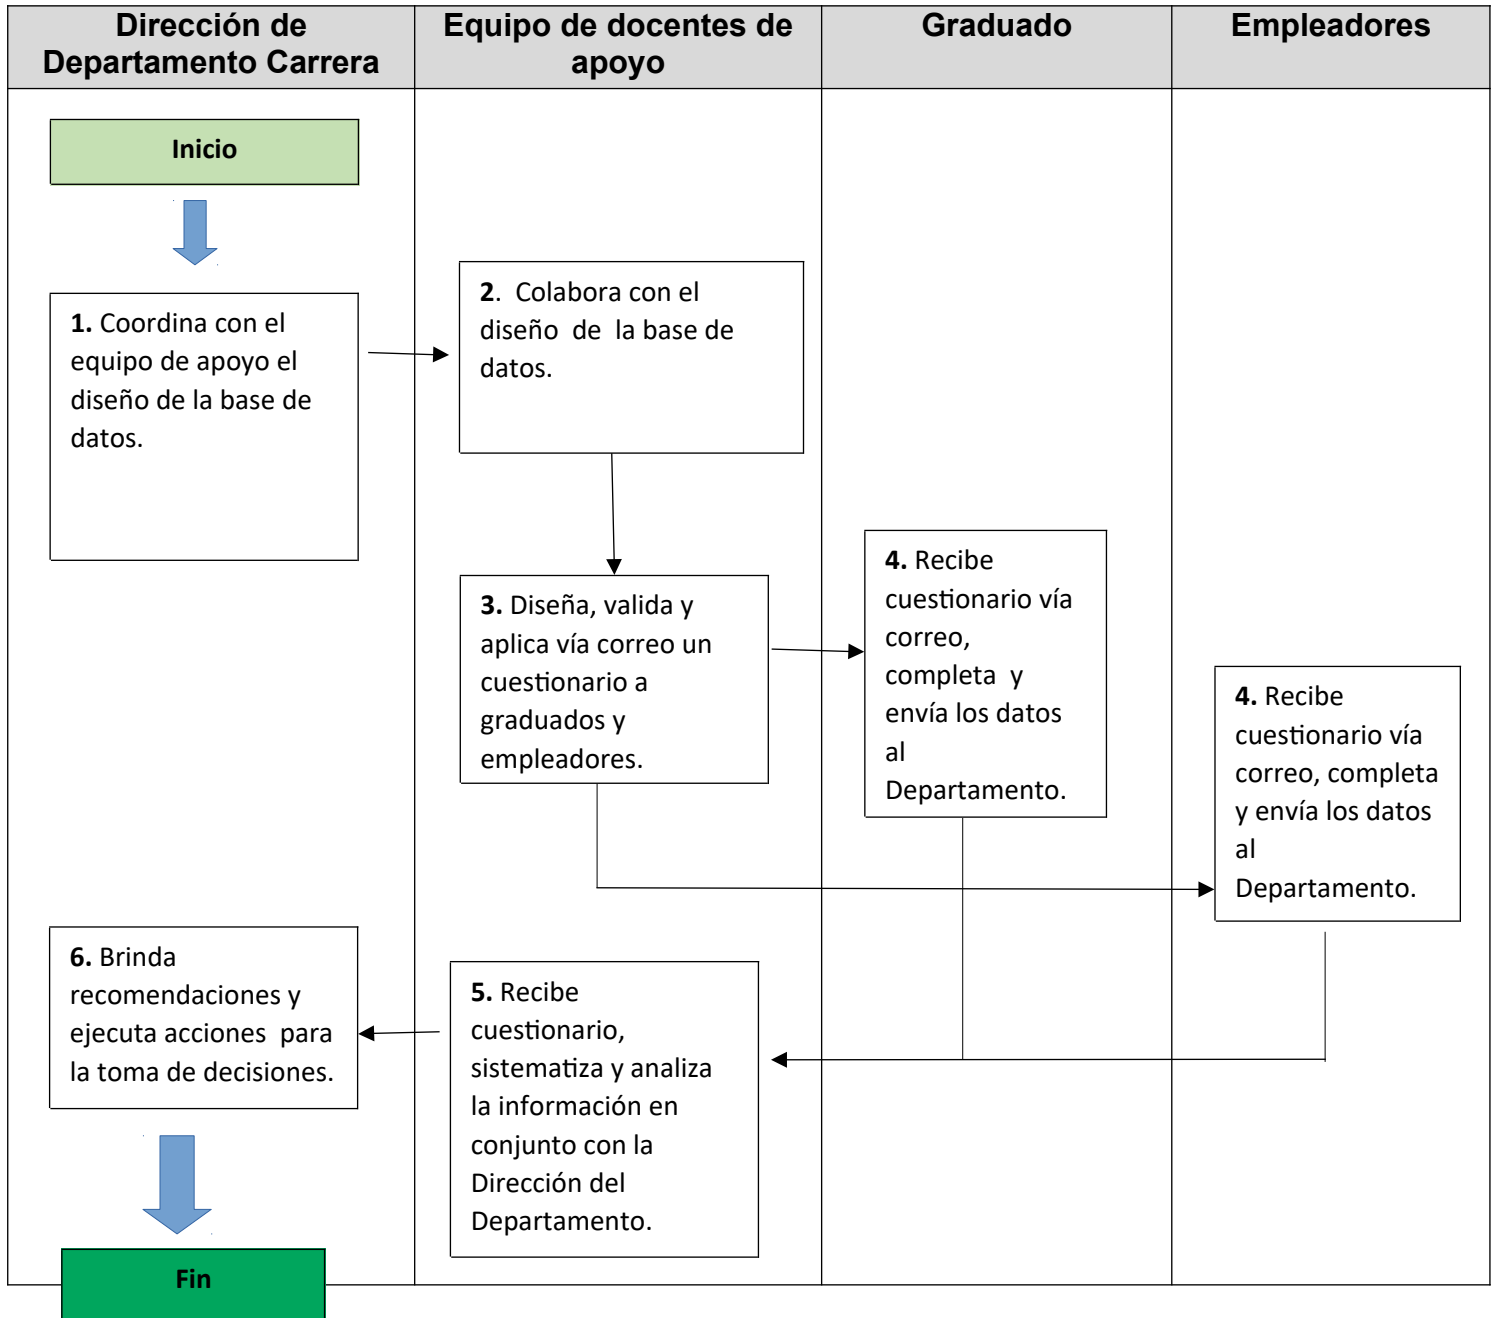 Dirección de
Departamento Carrera
Equipo de docentes de
apoyo
Graduado
Empleadores
Inicio
1. Coordina con el
equipo de apoyo el
diseño de la base de
datos.
2.  Colabora con el
diseño  de  la base de
datos.
3. Diseña, valida y
aplica vía correo un
cuestionario a
graduados y
empleadores.
4. Recibe
cuestionario vía
correo,
completa  y
envía los datos
al
Departamento.
4. Recibe
cuestionario vía
correo, completa
y envía los datos
al
Departamento.
5. Recibe
cuestionario,
sistematiza y analiza
la información en
conjunto con la
Dirección del
Departamento.
6. Brinda
recomendaciones y
ejecuta acciones  para
la toma de decisiones.
Fin